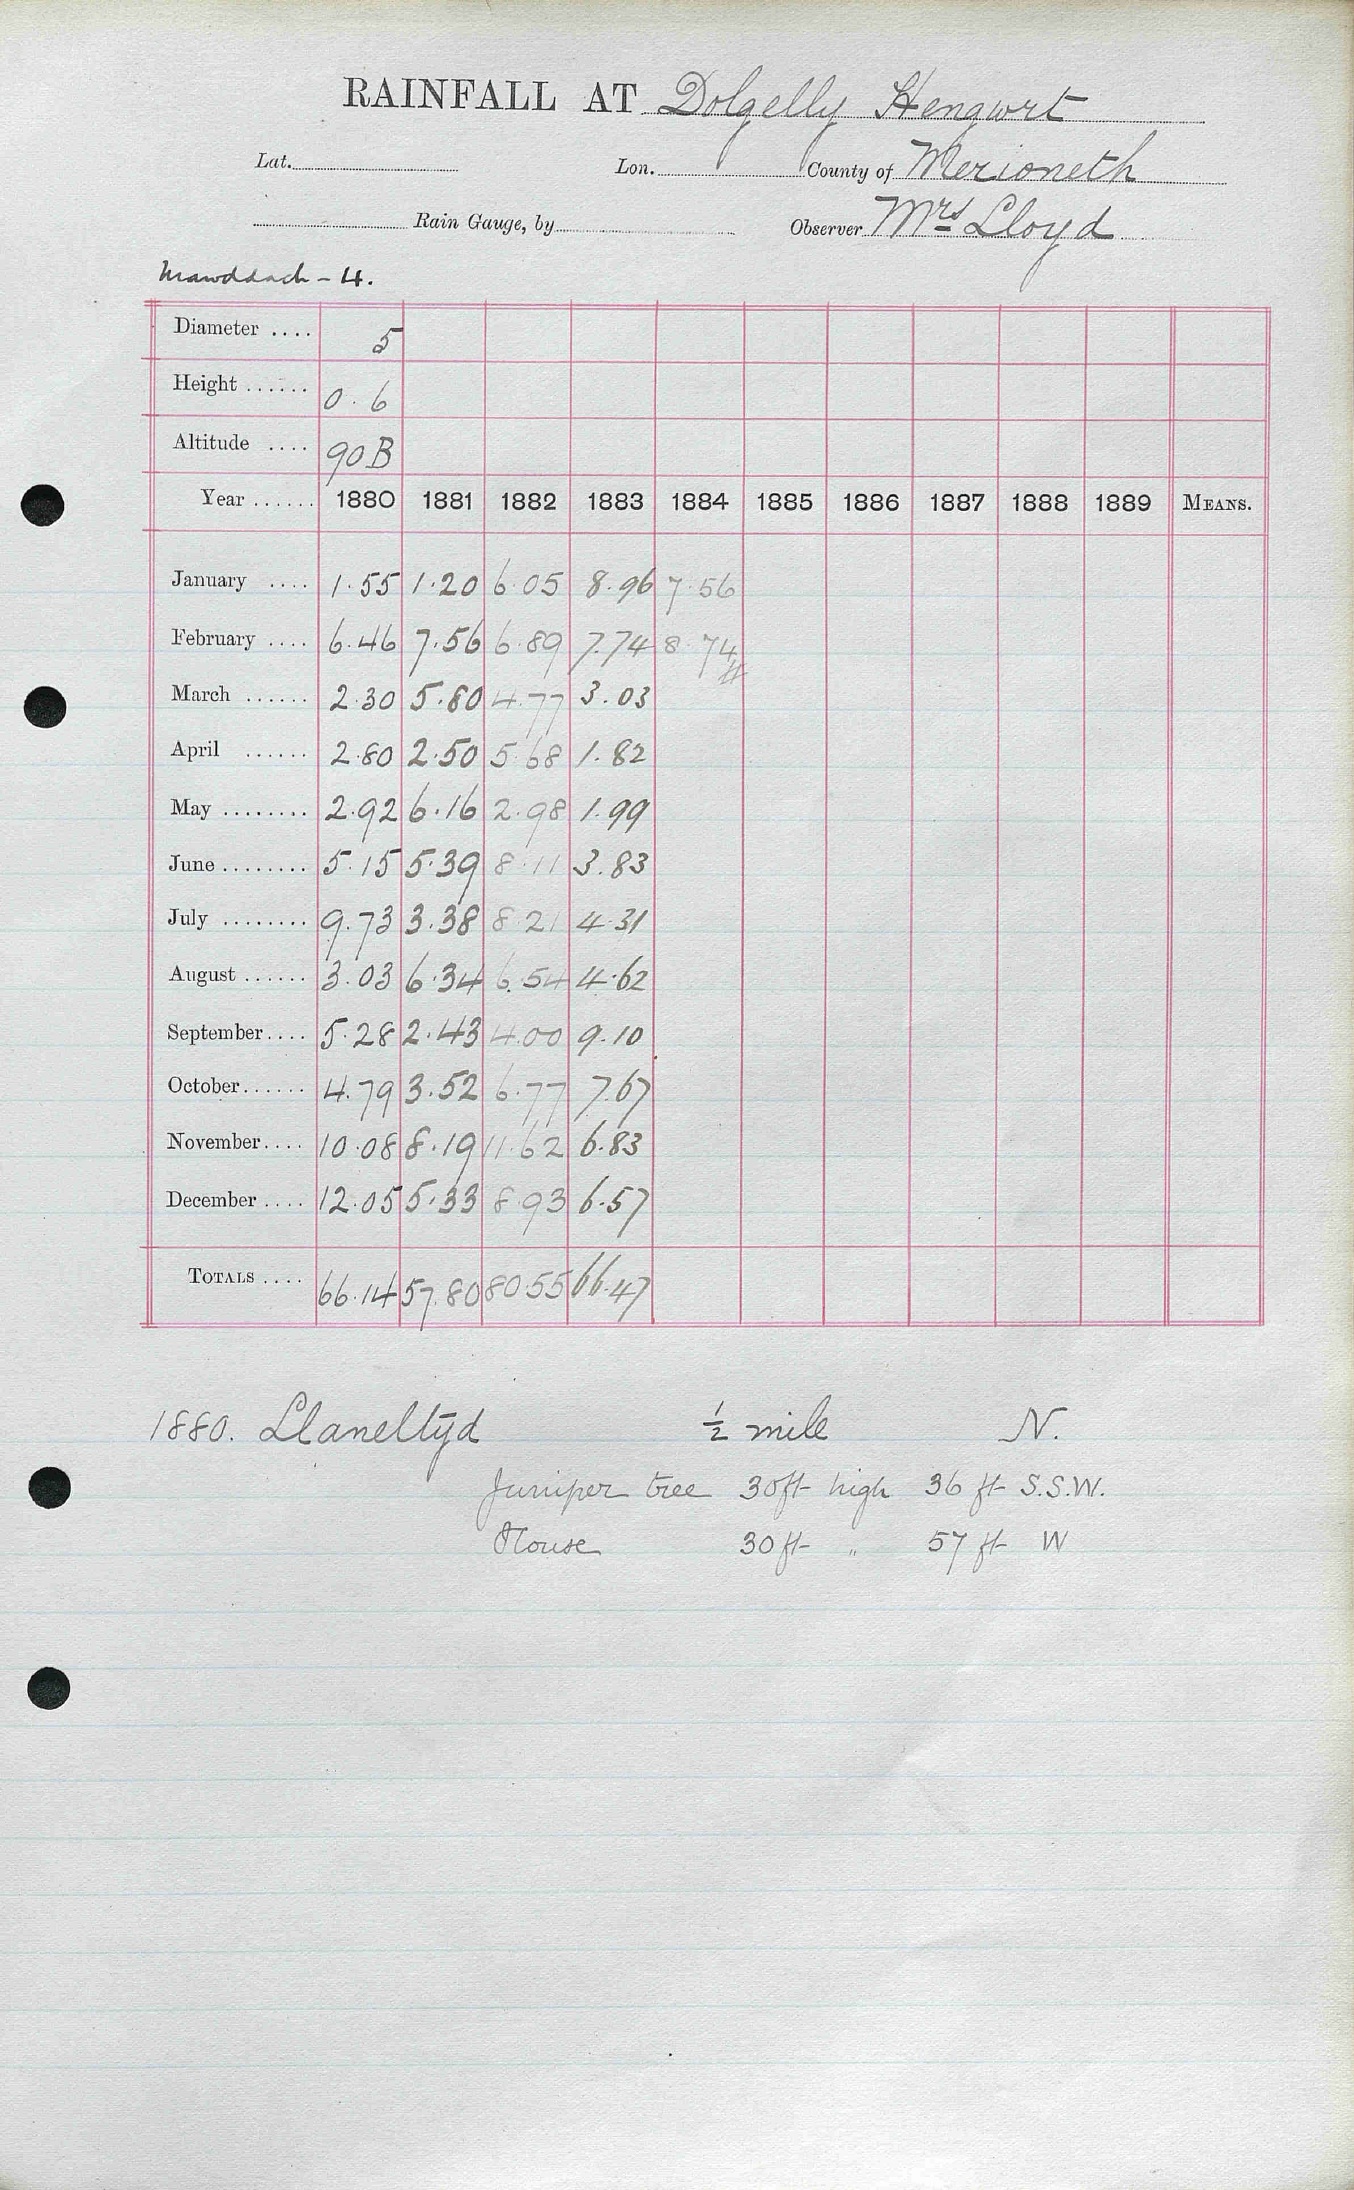 RAINFALL AT Dolgelly Hengwrt
Lat. Lon. County of Merioneth
Rain Gauge, by Observer Mrs Lloyd
Mawddach - 4.
Diameter .... 5
Height ...... 0.6
Altitude .... 90B
Year ...... 1880 1881 1882 1883 1884 1885 1886 1887 1888 1889 MEANS.
January .... 1.55 1.20 6.05 8.96 7.56
February .... 6.46 7.56 6.89 7.74 8.74 #
March ...... 2.30 5.80 4.77 3.03
April ...... 2.80 2.50 5.68 1.82
May ........ 2.92 6.16 2.98 1.99
June ........ 5.15 5.39 8.11 3.83
July ........ 9.73 3.38 8.21 4.31
August ...... 3.03 6.34 6.54 4.62
September .... 5.28 2.43 4.00 9.10
October ...... 4.79 3.52 6.77 7.67
November .... 10.08 8.19 11.62 6.83
December .... 12.05 5.33 8.93 6.57
TOTALS .... 66.14 57.80 80.55 66.47
1880. Llaneltyd ½ mile N.
Juniper tree 30ft high 36 ft S.S.W.
House 30 ft " 57 ft W